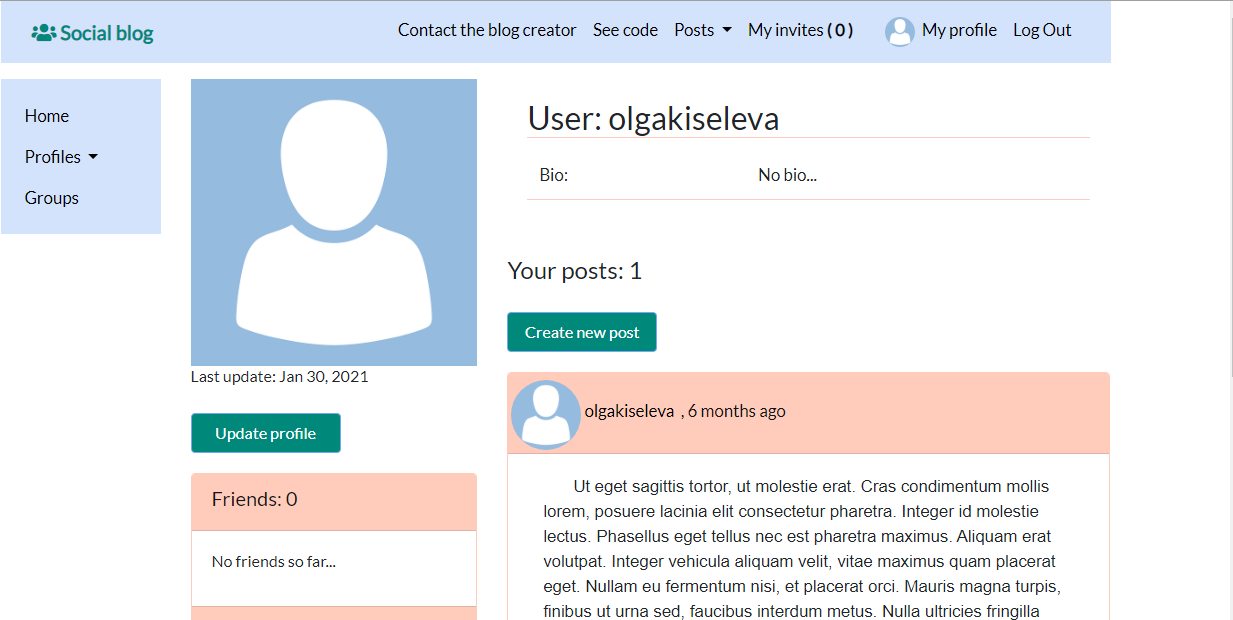 Social blog
Contact the blog creator See code Posts My invites (0) My profile Log Out
Home
Profiles
Groups
User: olgakiseleva
Bio: No bio...
Last update: Jan 30, 2021
Update profile
Friends: 0
No friends so far...
Your posts: 1
Create new post
olgakiseleva , 6 months ago
Ut eget sagittis tortor, ut molestie erat. Cras condimentum mollis
lorem, posuere lacinia elit consectetur pharetra. Integer id molestie
lectus. Phasellus eget tellus nec est pharetra maximus. Aliquam erat
volutpat. Integer vehicula aliquam velit, vitae maximus quam placerat
eget. Nullam eu fermentum nisi, et placerat orci. Mauris magna turpis,
finibus ut urna sed, faucibus interdum metus. Nulla ultricies fringilla